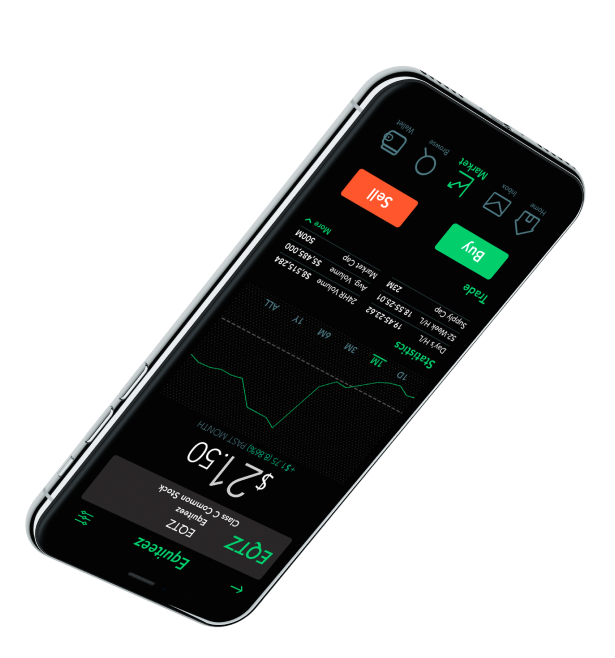 Equiteez
EQTZ
EQTZ
Equiteez
Class C Common Stock
$21.50
+$1.75 (8.86%) PAST MONTH
1D 1M 3M 6M 1Y ALL
Statistics
Day's H/L 19.45-23.62 24HR Volume $8,515,284
52-Week H/L 18.55-25.01 Avg. Volume $5,485,000
Supply Cap 23M Market Cap 500M
More
Trade
Buy Sell
Home Inbox Market Browse Wallet